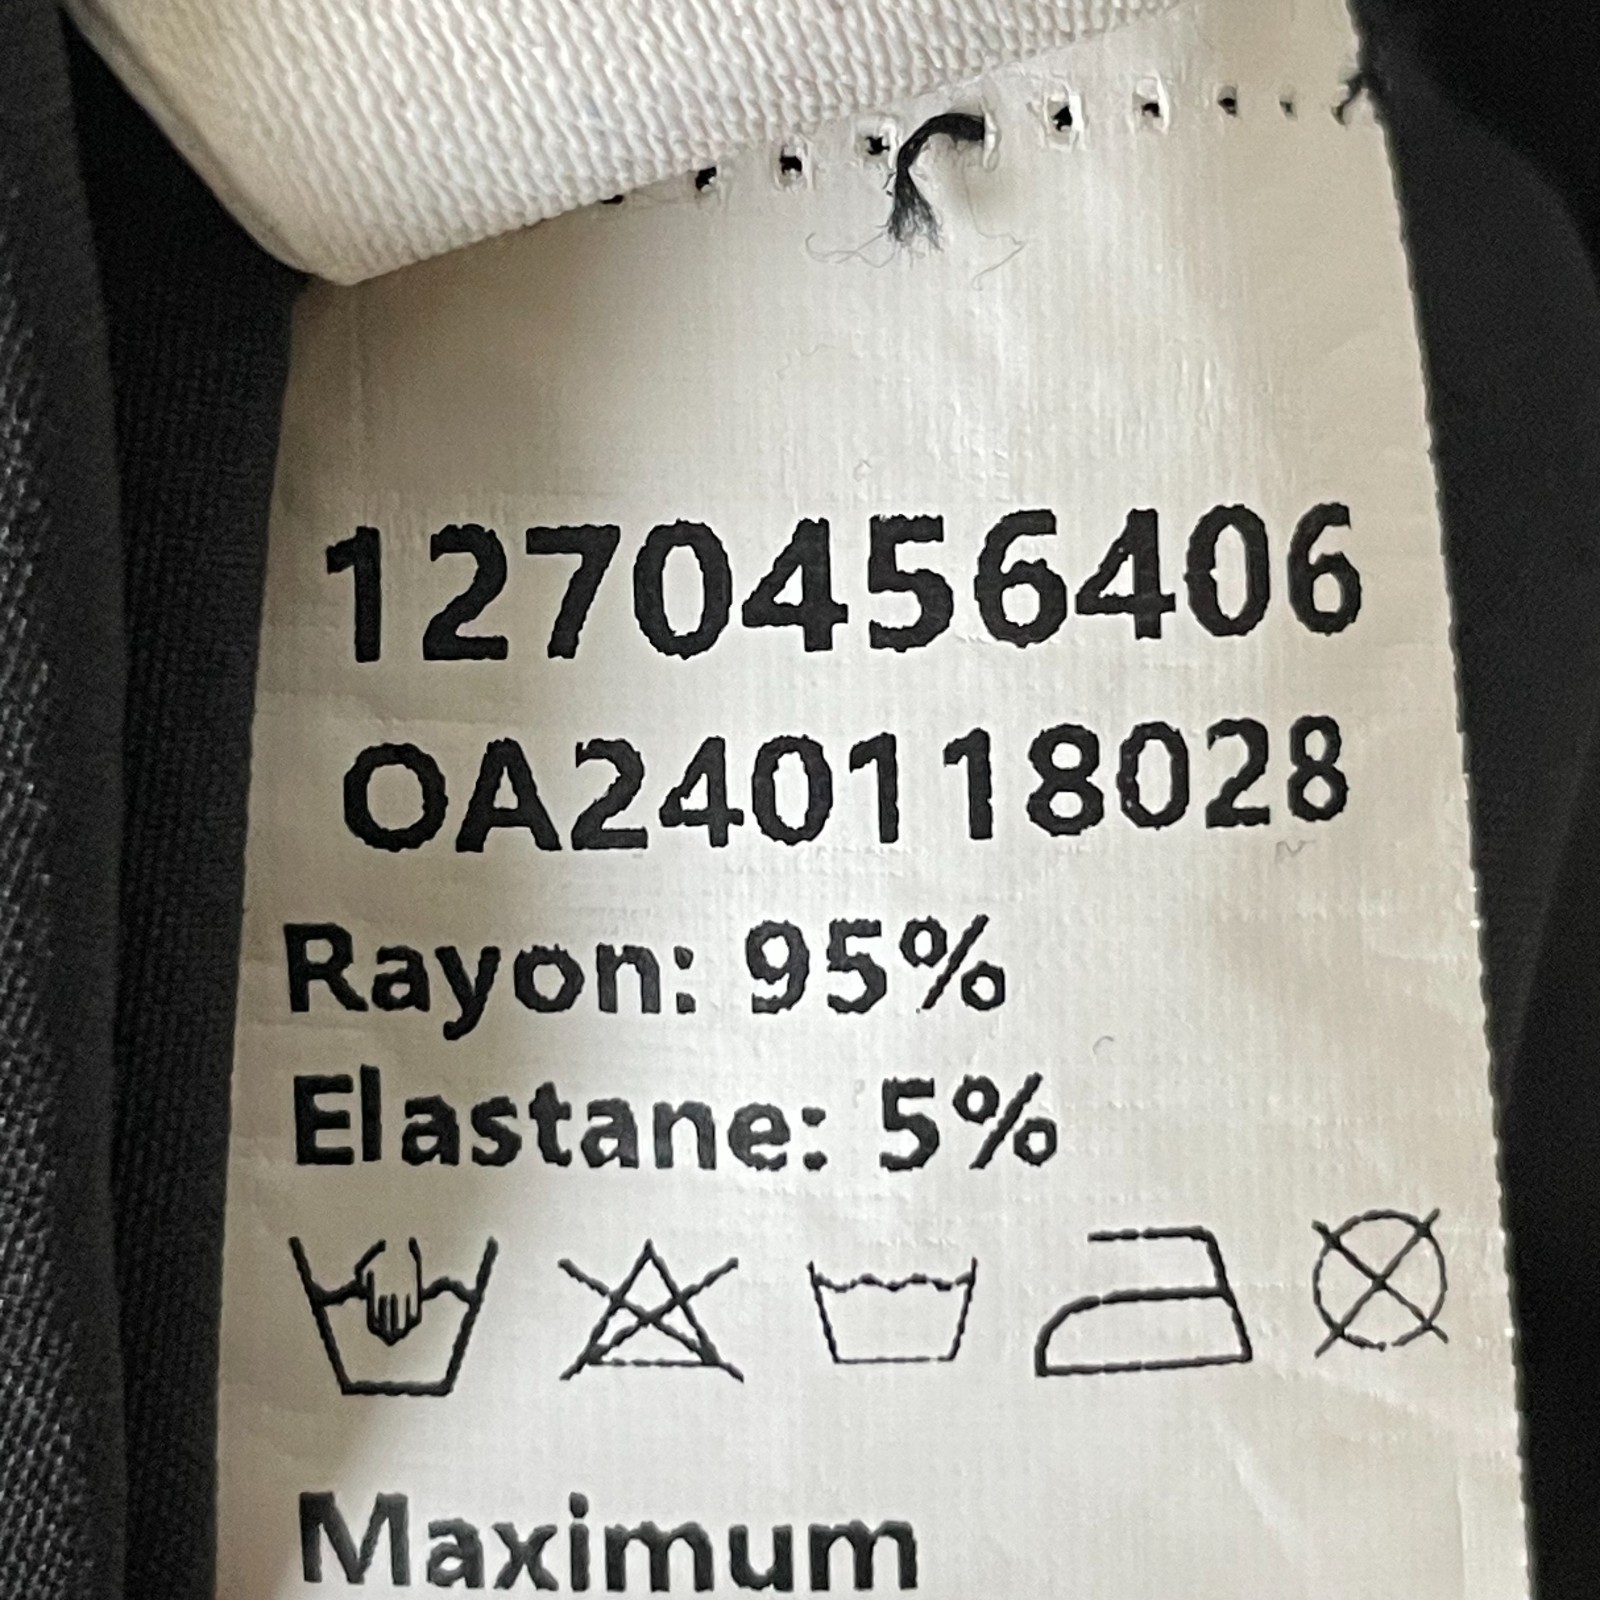 1270456406
OA240118028
Rayon: 95%
Elastane: 5%
Maximum